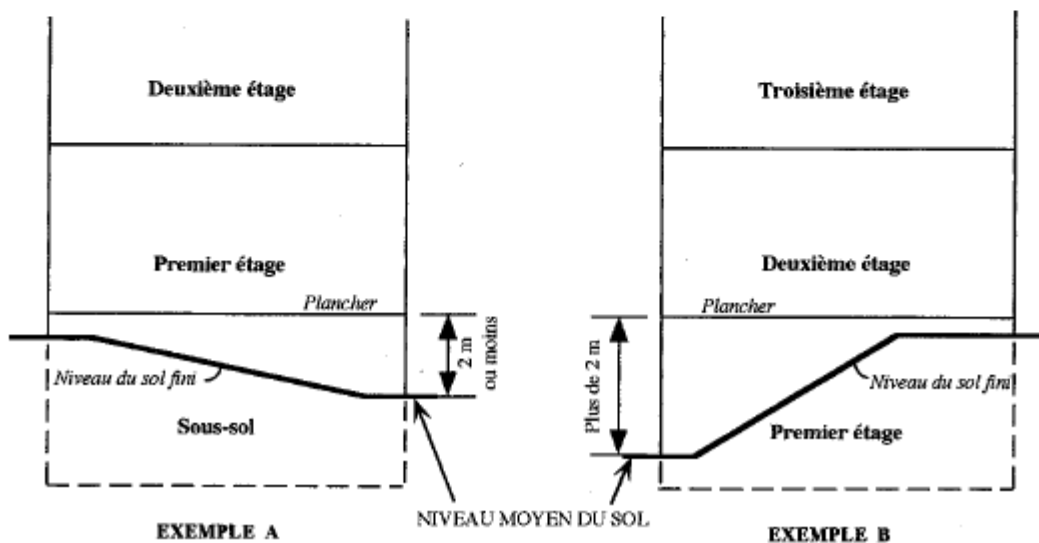 Deuxième étage
Premier étage
Plancher
2 m
ou moins
Niveau du sol fini
Sous-sol
EXEMPLE A
NIVEAU MOYEN DU SOL
Troisième étage
Deuxième étage
Plancher
Plus de 2 m
Niveau du sol fini
Premier étage
EXEMPLE B